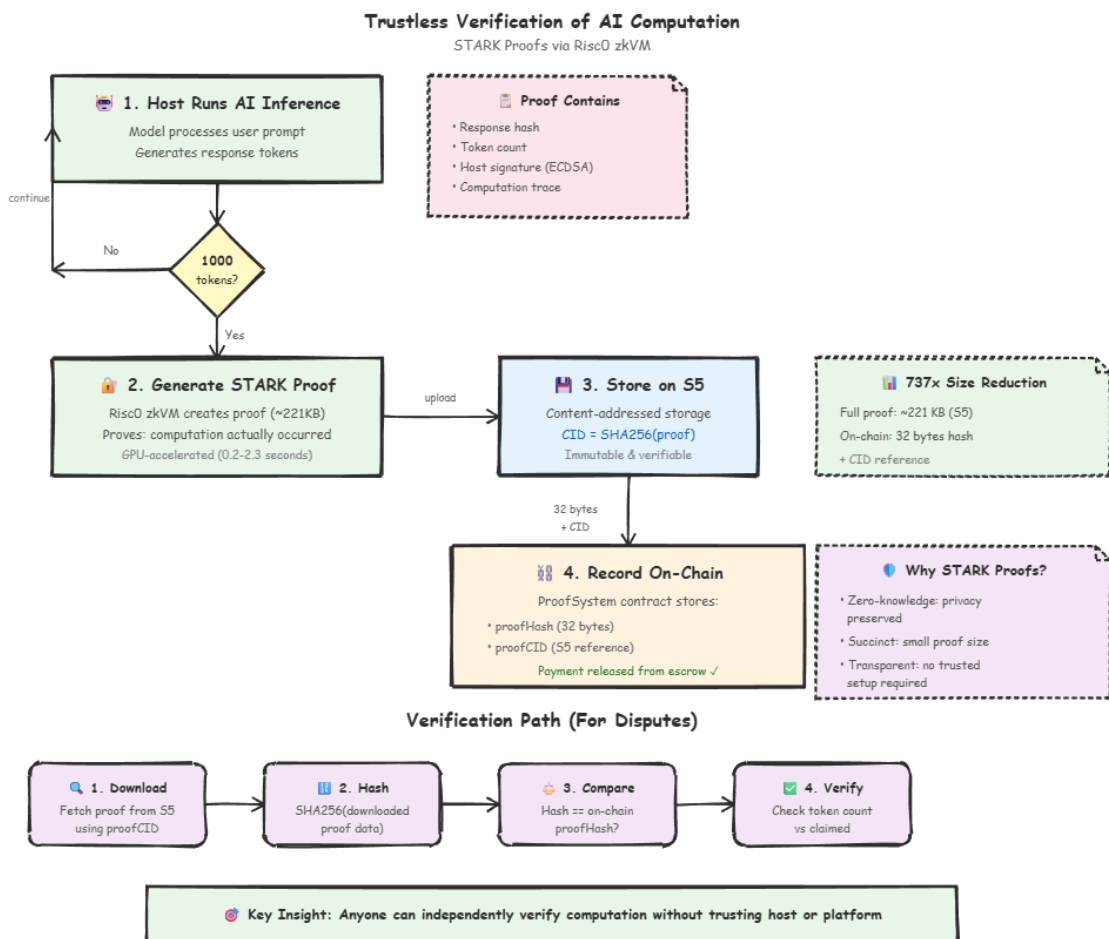 Trustless Verification of AI Computation
STARK Proofs via Risc0 zkVM
1. Host Runs AI Inference
Model processes user prompt
Generates response tokens
Proof Contains
• Response hash
• Token count
• Host signature (ECDSA)
• Computation trace
continue
No
1000
tokens?
Yes
2. Generate STARK Proof
Risc0 zkVM creates proof (~221KB)
Proves: computation actually occurred
GPU-accelerated (0.2-2.3 seconds)
upload
3. Store on S5
Content-addressed storage
CID = SHA256(proof)
Immutable & verifiable
737x Size Reduction
Full proof: ~221 KB (S5)
On-chain: 32 bytes hash
+ CID reference
32 bytes
+ CID
4. Record On-Chain
ProofSystem contract stores:
• proofHash (32 bytes)
• proofCID (S5 reference)
Payment released from escrow ✓
Why STARK Proofs?
• Zero-knowledge: privacy
preserved
• Succinct: small proof size
• Transparent: no trusted
setup required
Verification Path (For Disputes)
1. Download
Fetch proof from S5
using proofCID
2. Hash
SHA256(downloaded
proof data)
3. Compare
Hash == on-chain
proofHash?
4. Verify
Check token count
vs claimed
Key Insight: Anyone can independently verify computation without trusting host or platform